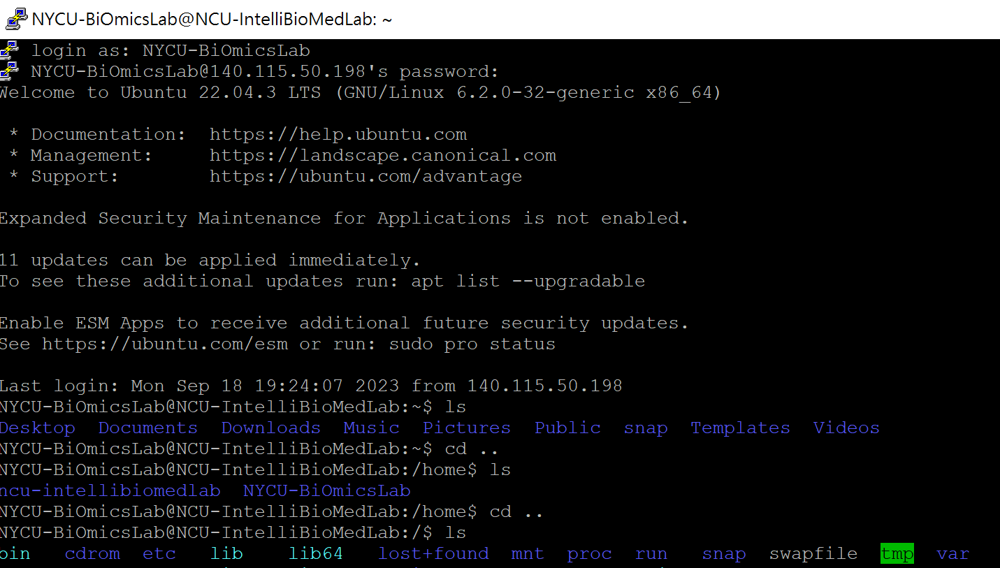 NYCU-BiOmicsLab@NCU-IntelliBioMedLab: ~
login as: NYCU-BiOmicsLab
NYCU-BiOmicsLab@140.115.50.198's password:
Welcome to Ubuntu 22.04.3 LTS (GNU/Linux 6.2.0-32-generic x86_64)
* Documentation:  https://help.ubuntu.com
* Management:     https://landscape.canonical.com
* Support:        https://ubuntu.com/advantage
Expanded Security Maintenance for Applications is not enabled.
11 updates can be applied immediately.
To see these additional updates run: apt list --upgradable
Enable ESM Apps to receive additional future security updates.
See https://ubuntu.com/esm or run: sudo pro status
Last login: Mon Sep 18 19:24:07 2023 from 140.115.50.198
NYCU-BiOmicsLab@NCU-IntelliBioMedLab:~$ ls
Desktop  Documents  Downloads  Music  Pictures  Public  snap  Templates  Videos
NYCU-BiOmicsLab@NCU-IntelliBioMedLab:~$ cd ..
NYCU-BiOmicsLab@NCU-IntelliBioMedLab:/home$ ls
ncu-intellibiomedlab  NYCU-BiOmicsLab
NYCU-BiOmicsLab@NCU-IntelliBioMedLab:/home$ cd ..
NYCU-BiOmicsLab@NCU-IntelliBioMedLab:/$ ls
bin   cdrom  etc   lib    lib64   lost+found  mnt  proc  run   snap  swapfile  tmp  var